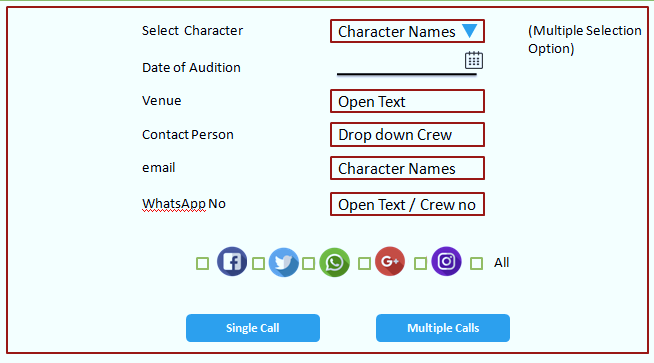 Select Character
Character Names
(Multiple Selection
Option)
Date of Audition
Venue
Open Text
Contact Person
Drop down Crew
email
Character Names
WhatsApp No
Open Text / Crew no
G+
All
Single Call
Multiple Calls